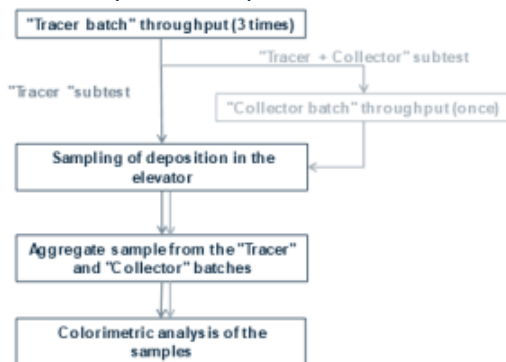 "Tracer batch" throughput (3 times)
"Tracer + Collector" subtest
"Tracer "subtest
"Collector batch" throughput (once)
Sampling of deposition in the
elevator
Aggregate sample from the "Tracer"
and "Collector" batches
Colorimetric analysis of the
samples